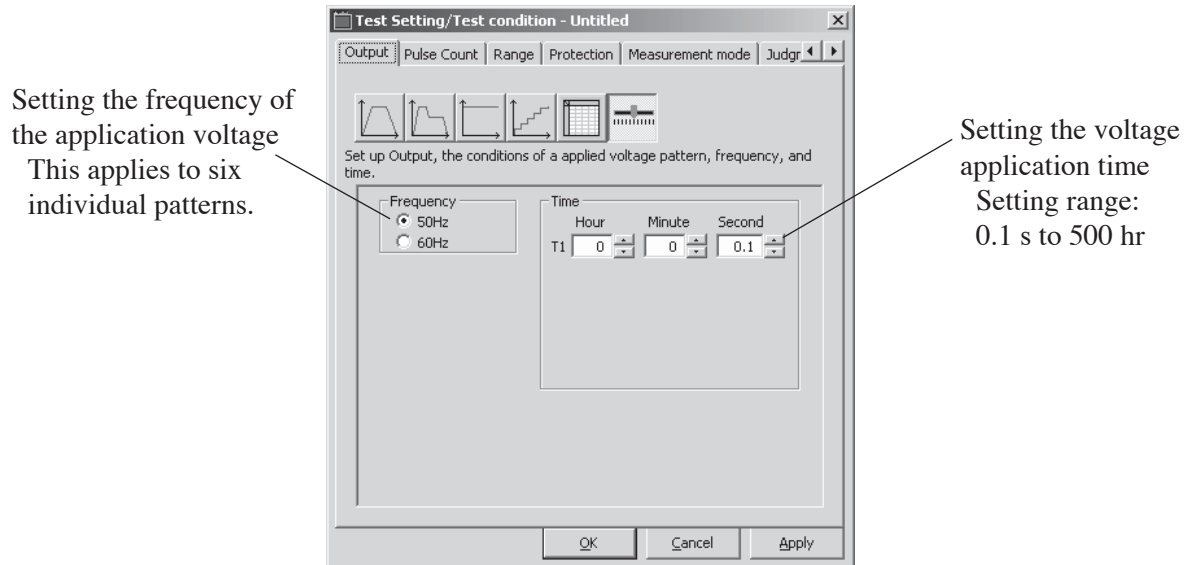 Test Setting/Test condition - Untitled
Output Pulse Count Range Protection Measurement mode Judgr
Setting the frequency of
the application voltage
This applies to six
individual patterns.
Set up Output, the conditions of a applied voltage pattern, frequency, and
time.
Frequency
50Hz
60Hz
Time
Hour Minute Second
T1 0 0 0.1
Setting the voltage
application time
Setting range:
0.1 s to 500 hr
OK Cancel Apply